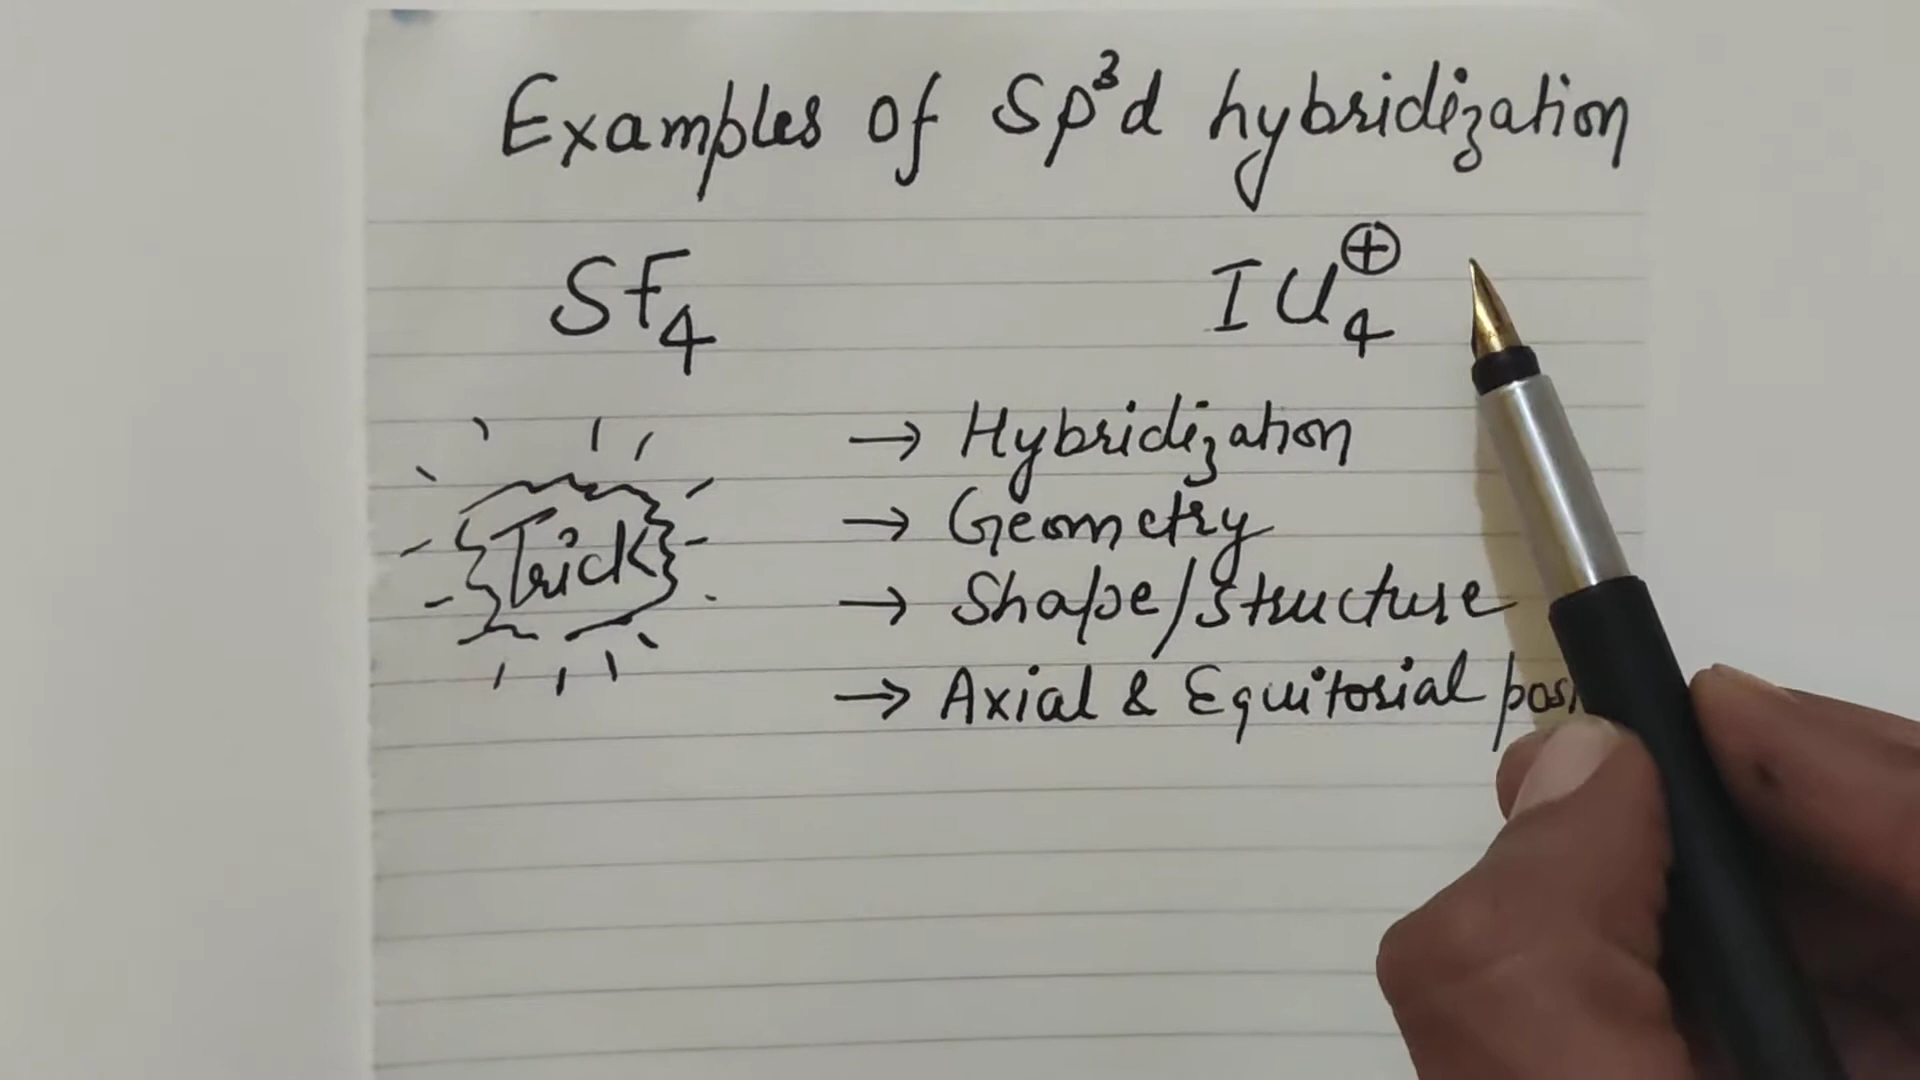 Examples of Sp³d hybridization
SF₄ ICl₄⊕
Trick
→ Hybridization
→ Geometry
→ Shape/structure
→ Axial & Equitorial